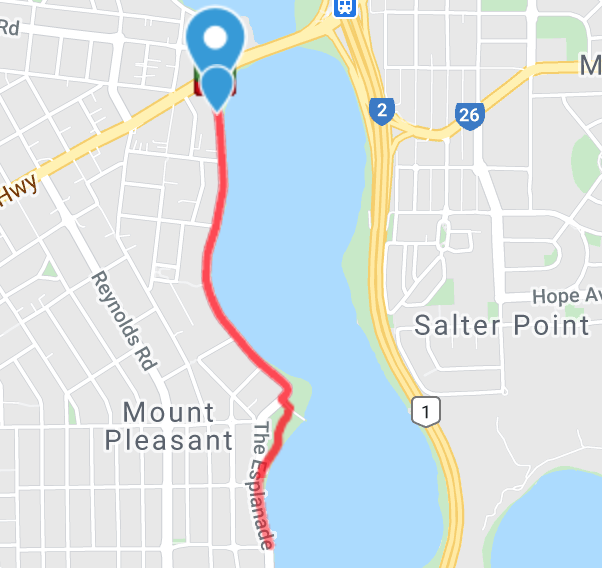 Rd
2
26
M
Hwy
Reynolds Rd
Hope Av
Salter Point
1
Mount
Pleasant
The Esplanade